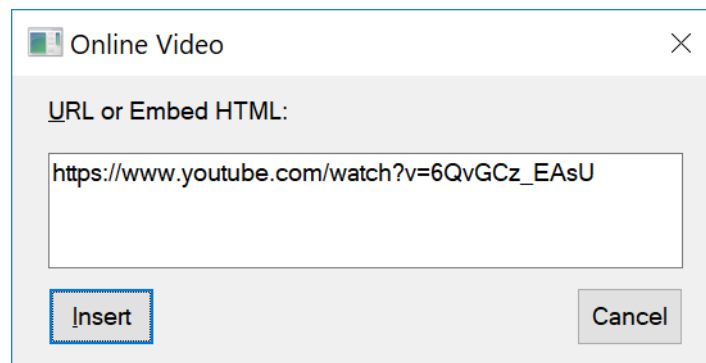 Online Video
URL or Embed HTML:
https://www.youtube.com/watch?v=6QvGCz_EAsU
Insert
Cancel